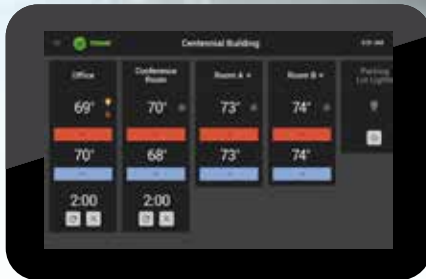 TRANE
Centennial Building
Office
Conference
Room
Room A
Room B
Parking
Lot Lights
69°
70°
73°
74°
70°
68°
73°
74°
2:00
2:00